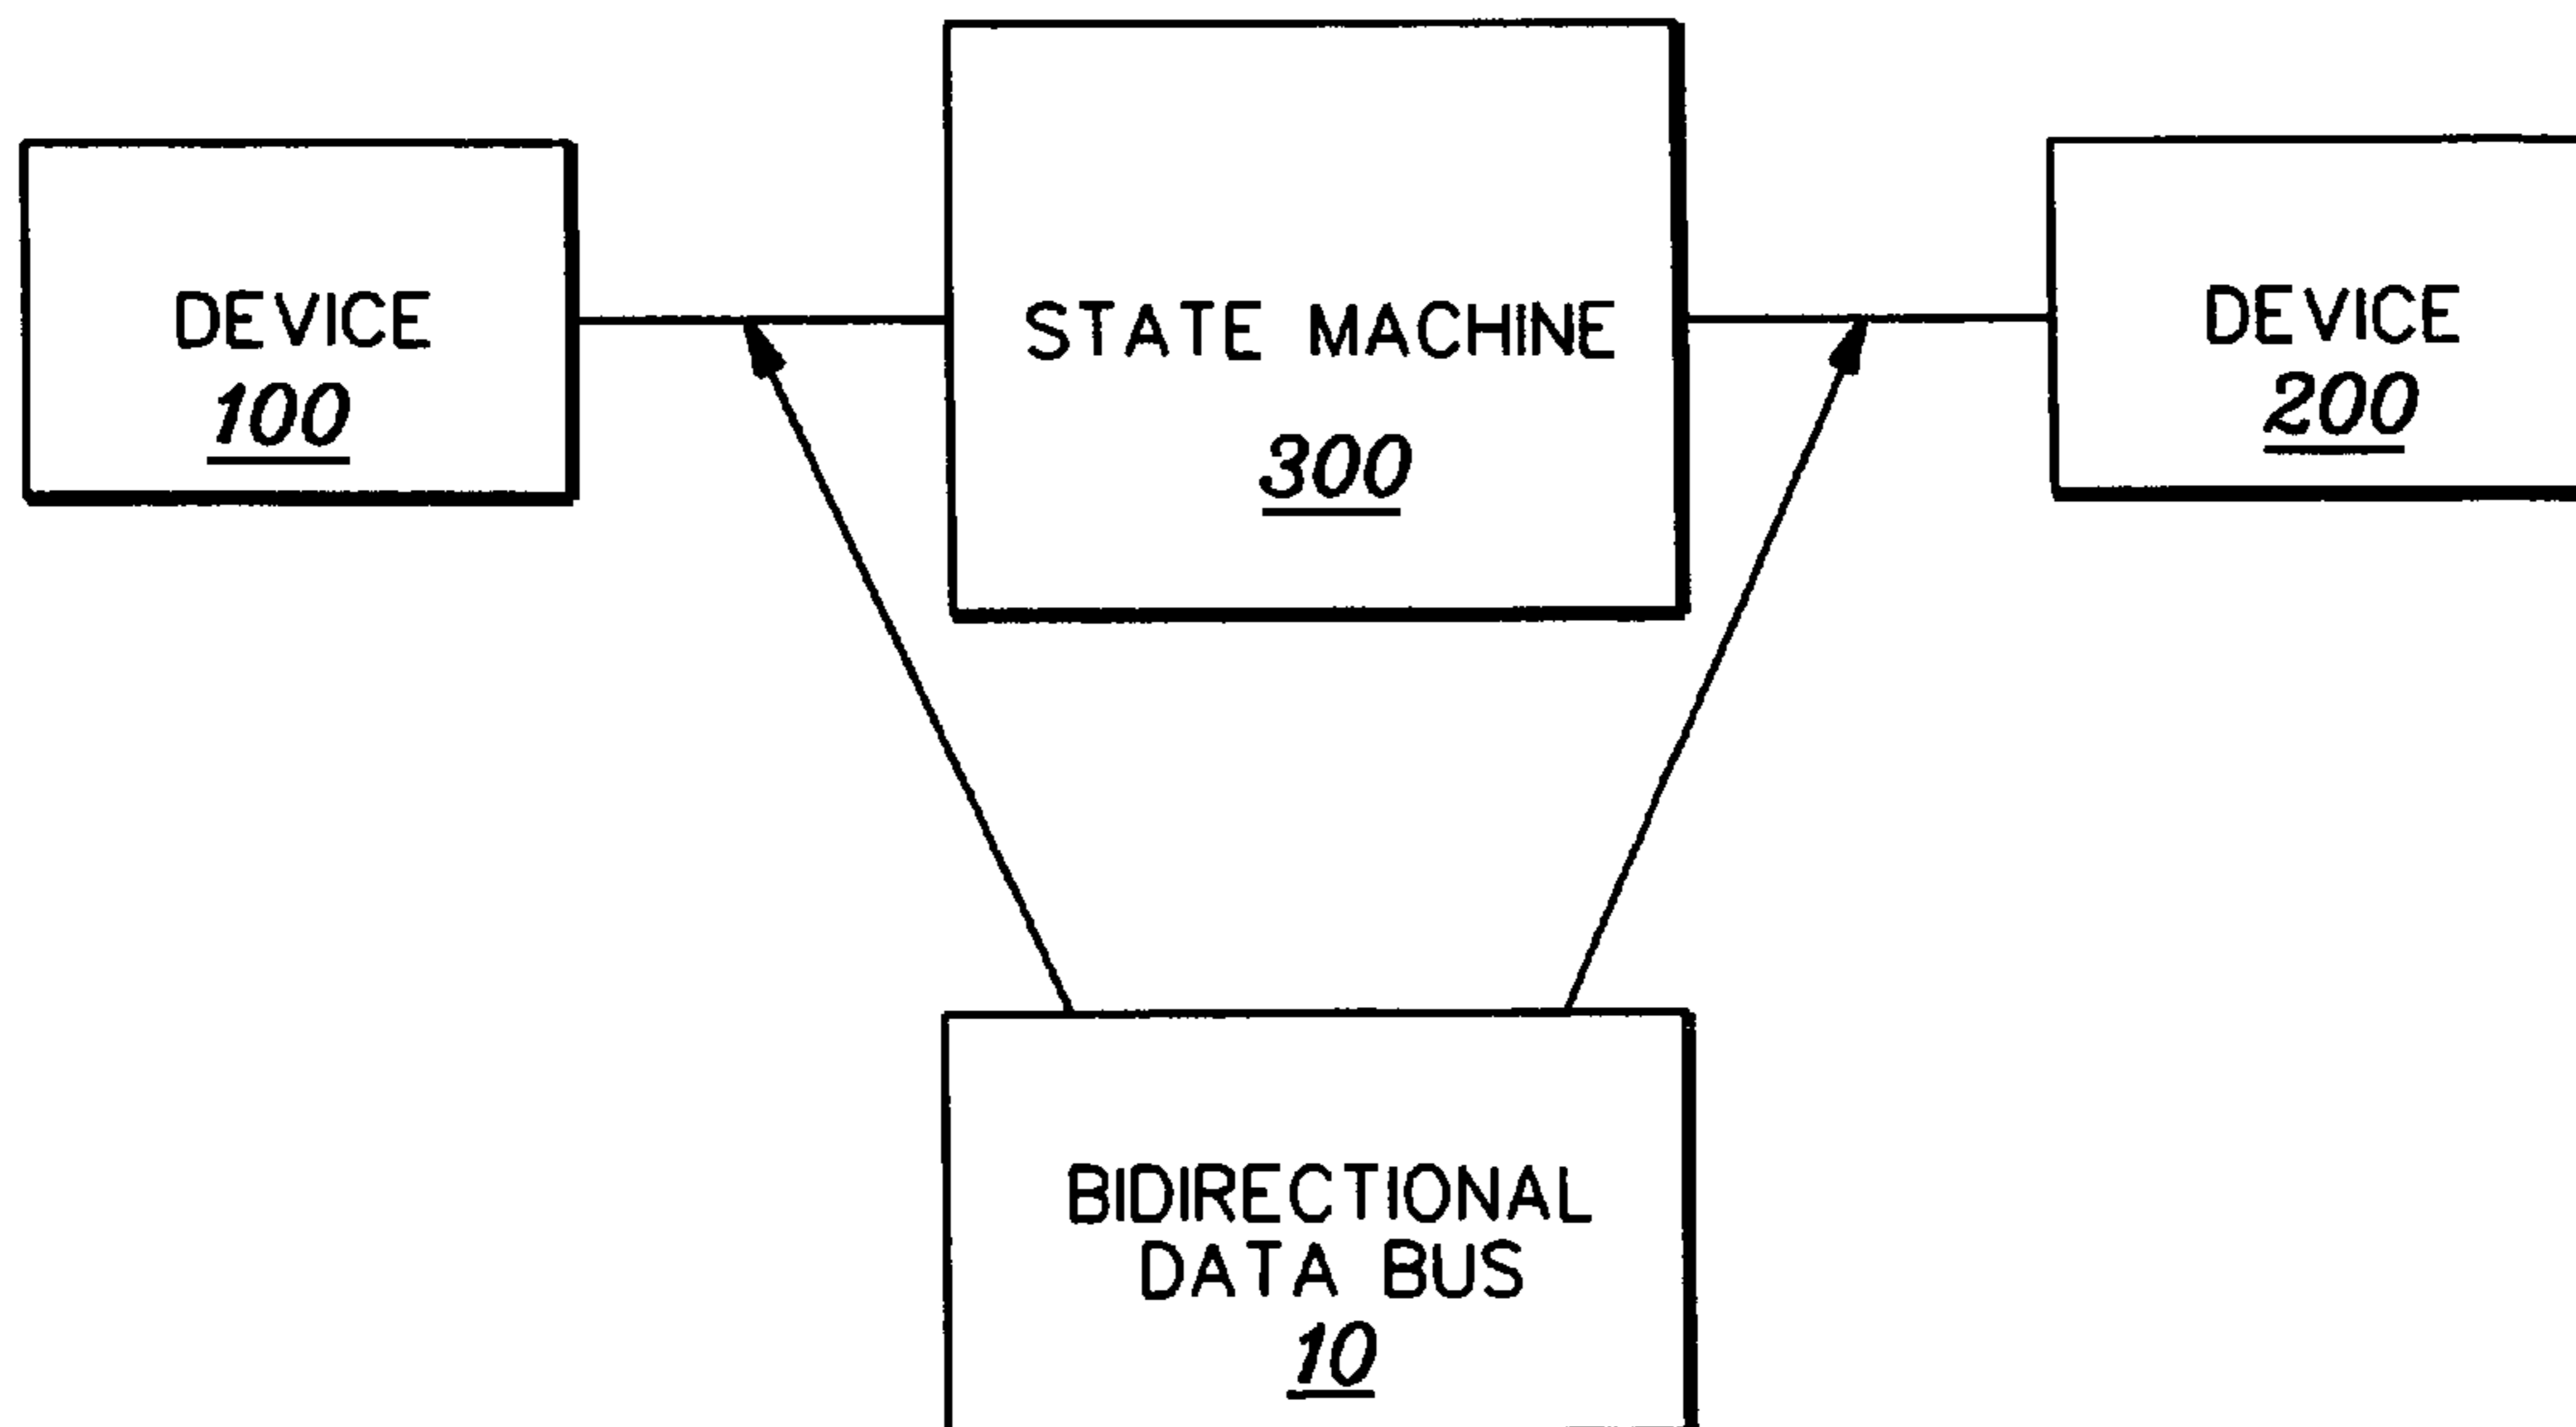 DEVICE
100
STATE MACHINE
300
DEVICE
200
BIDIRECTIONAL
DATA BUS
10